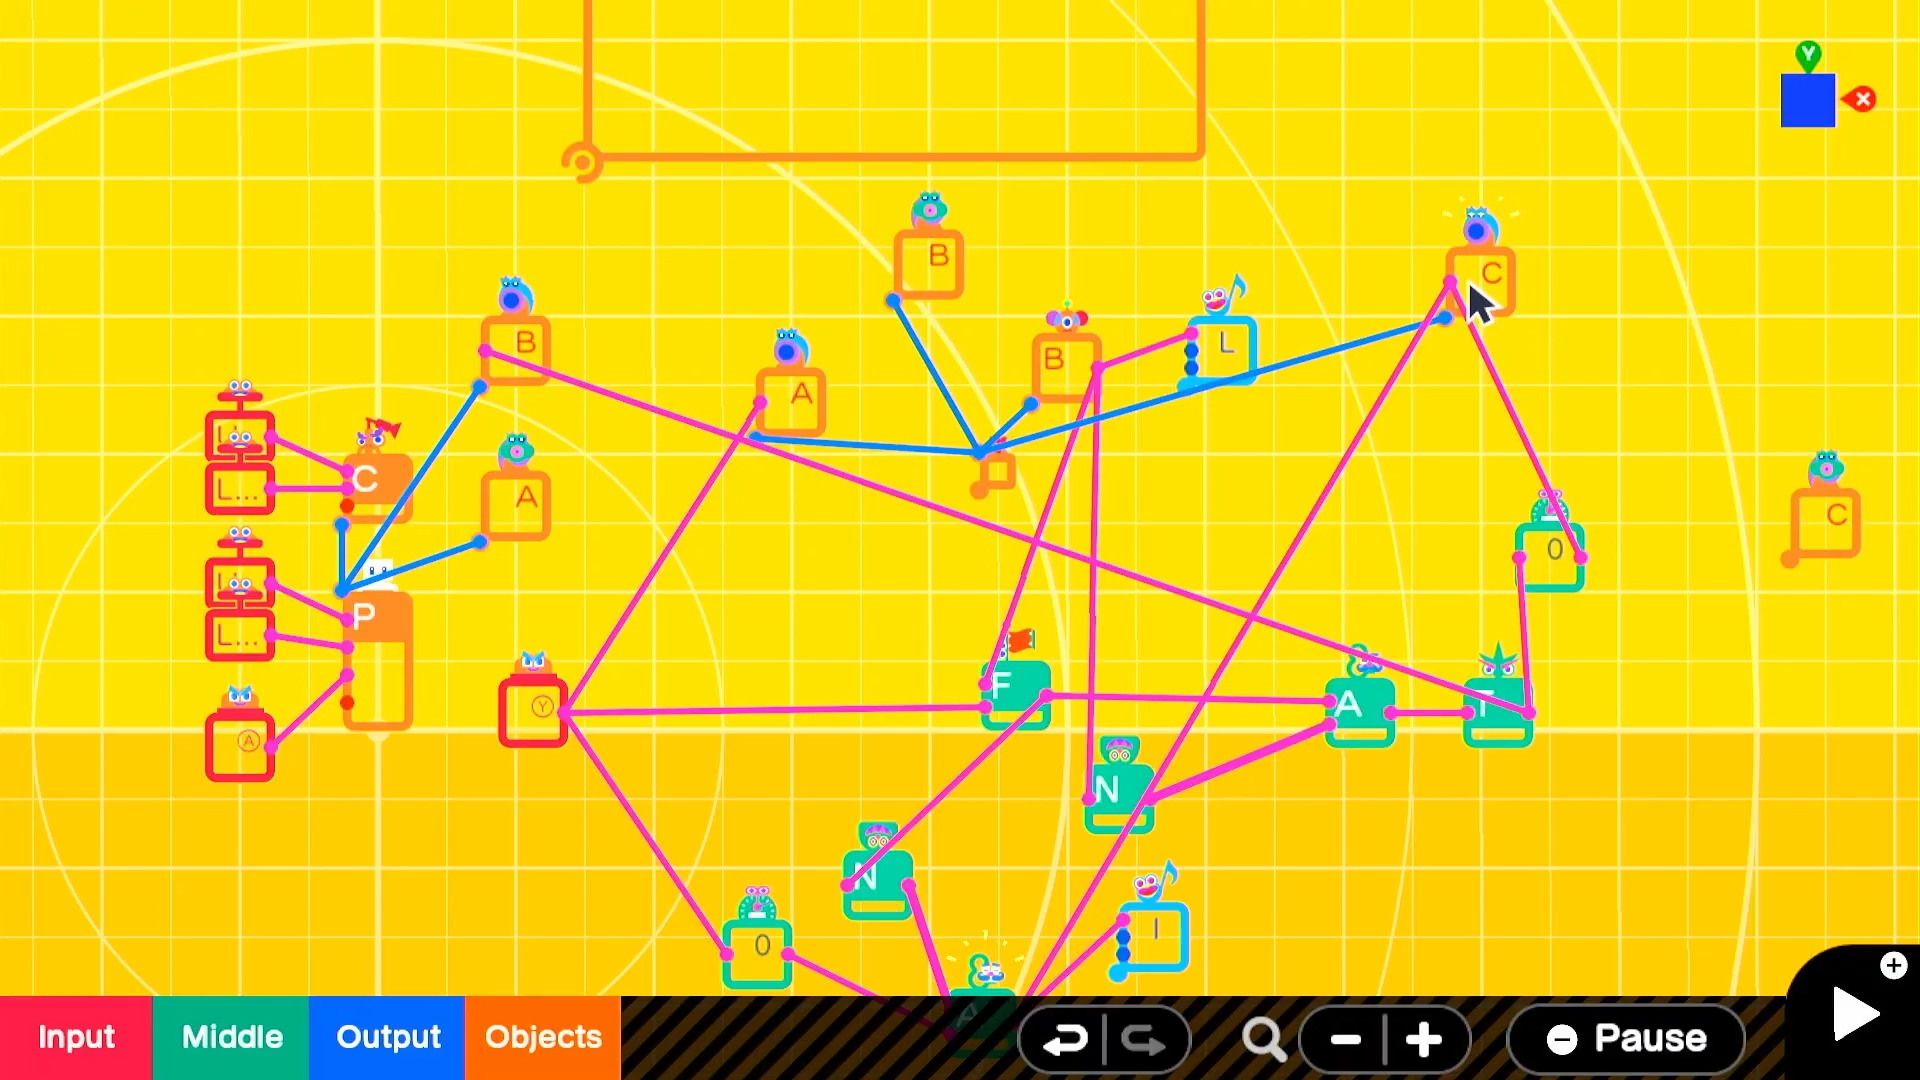 Y
X
B
B
C
B
L
A
L...
C
A
C
0
L...
P
L...
F
Y
A
T
A
N
N
0
I
A
Input
Middle
Output
Objects
− Pause
+